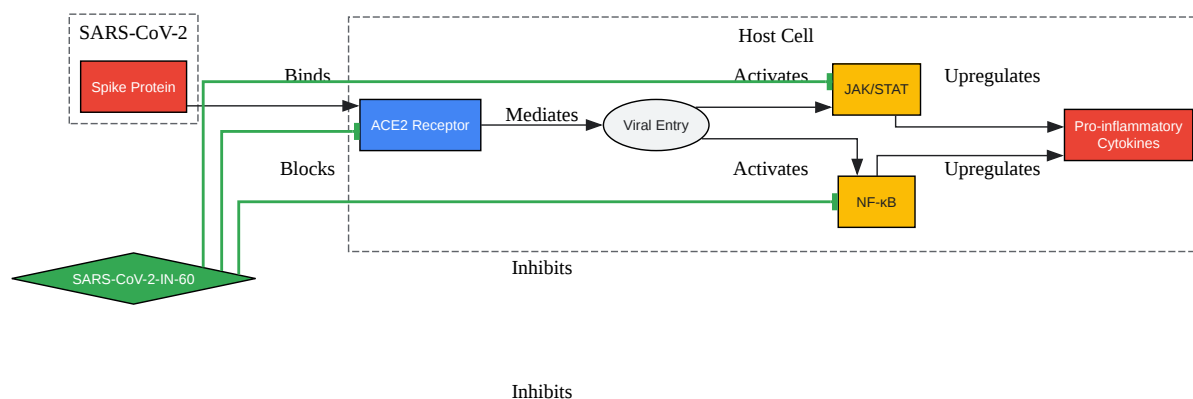 SARS-CoV-2
Host Cell
Spike Protein
Binds
Activates
JAK/STAT
Upregulates
ACE2 Receptor
Mediates
Viral Entry
Pro-inflammatory
Cytokines
Blocks
Activates
Upregulates
NF-κB
SARS-CoV-2-IN-60
Inhibits
Inhibits